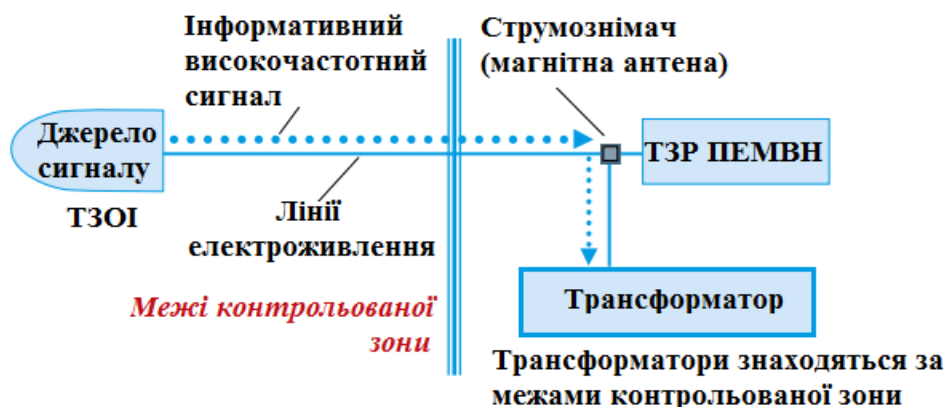 Інформативний
високочастотний
сигнал
Струмознімач
(магнітна антена)
Джерело
сигналу
ТЗОІ
ТЗР ПЕМВН
Лінії
електроживлення
Межі контрольованої
зони
Трансформатор
Трансформатори знаходяться за
межами контрольованої зони